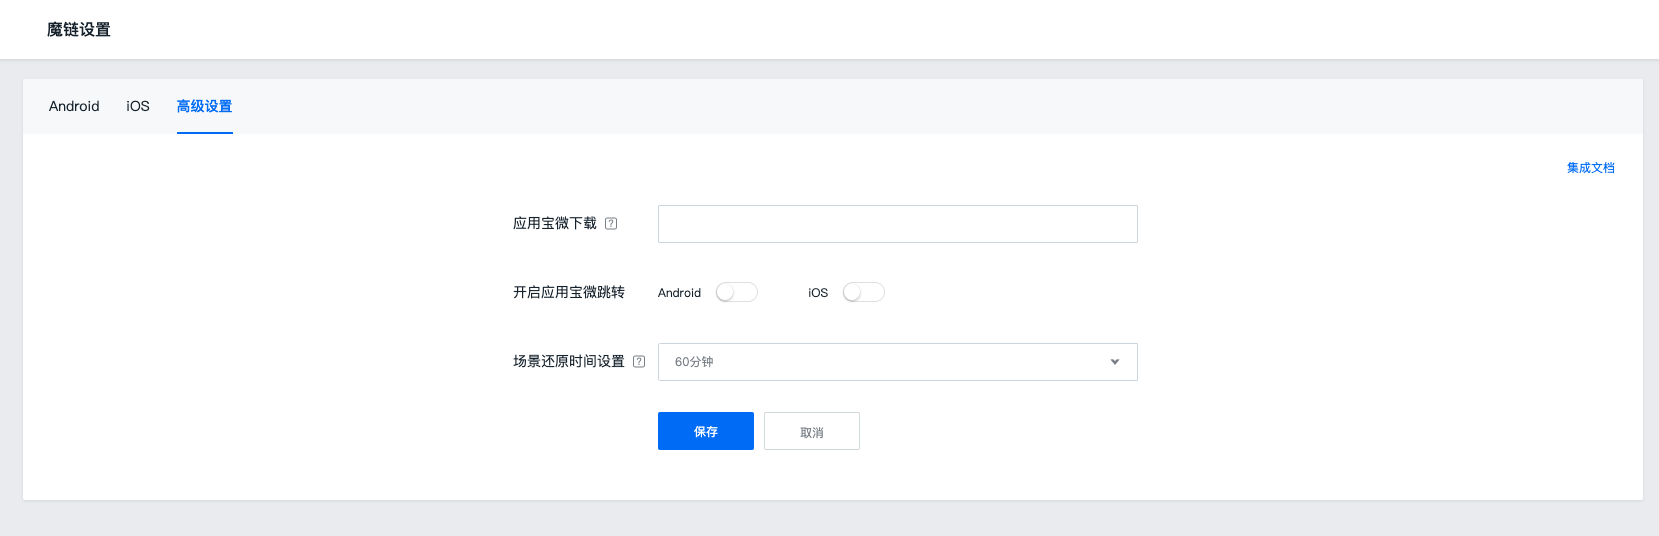 魔链设置
Android iOS 高级设置
集成文档
应用宝微下载 ?
开启应用宝微跳转 Android iOS
场景还原时间设置 ? 60分钟
保存 取消